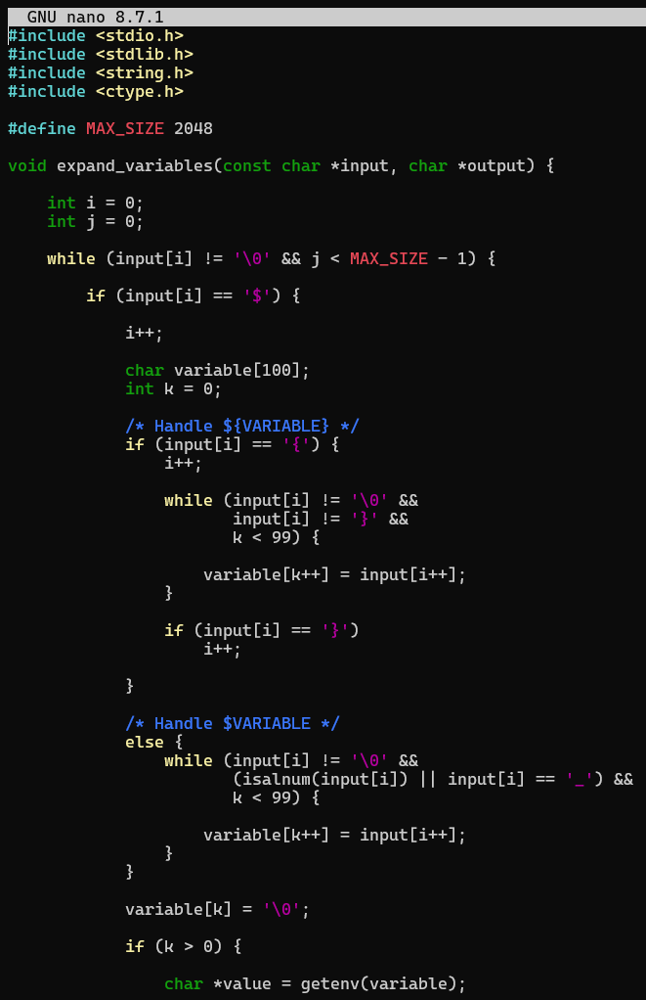 GNU nano 8.7.1
#include <stdio.h>
#include <stdlib.h>
#include <string.h>
#include <ctype.h>
#define MAX_SIZE 2048
void expand_variables(const char *input, char *output) {
int i = 0;
int j = 0;
while (input[i] != '\0' && j < MAX_SIZE - 1) {
if (input[i] == '$') {
i++;
char variable[100];
int k = 0;
/* Handle ${VARIABLE} */
if (input[i] == '{') {
i++;
while (input[i] != '\0' &&
input[i] != '}' &&
k < 99) {
variable[k++] = input[i++];
}
if (input[i] == '}')
i++;
}
/* Handle $VARIABLE */
else {
while (input[i] != '\0' &&
(isalnum(input[i]) || input[i] == '_') &&
k < 99) {
variable[k++] = input[i++];
}
}
variable[k] = '\0';
if (k > 0) {
char *value = getenv(variable);